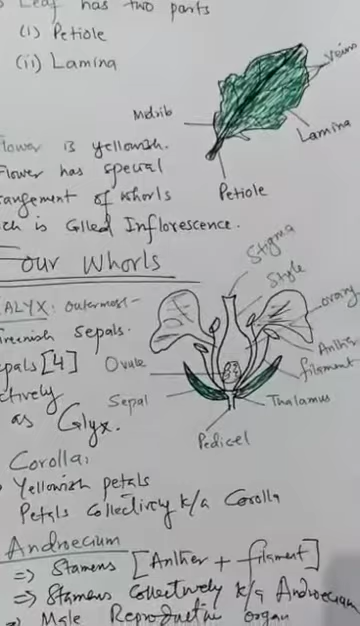 Leaf has two parts
(i) Petiole
(ii) Lamina
Veins
Midrib
Lamina
Petiole
Flower is yellowish.
Flower has special
arrangement of whorls
ch is Called Inflorescence.
Four Whorls
Stigma
Style
ovary
CALYX: outermost-
Greenish sepals.
pals [4]
ctively
as Calyx.
Ovule
Anther
filament
Sepal
Thalamus
Pedicel
Corolla:
Yellowish petals
Petals Collectively k/a Corolla
Androecium
⇒ Stamens [Anther + filament]
⇒ Stamens Collectively k/a Androecium
⇒ Male Reproductive organ